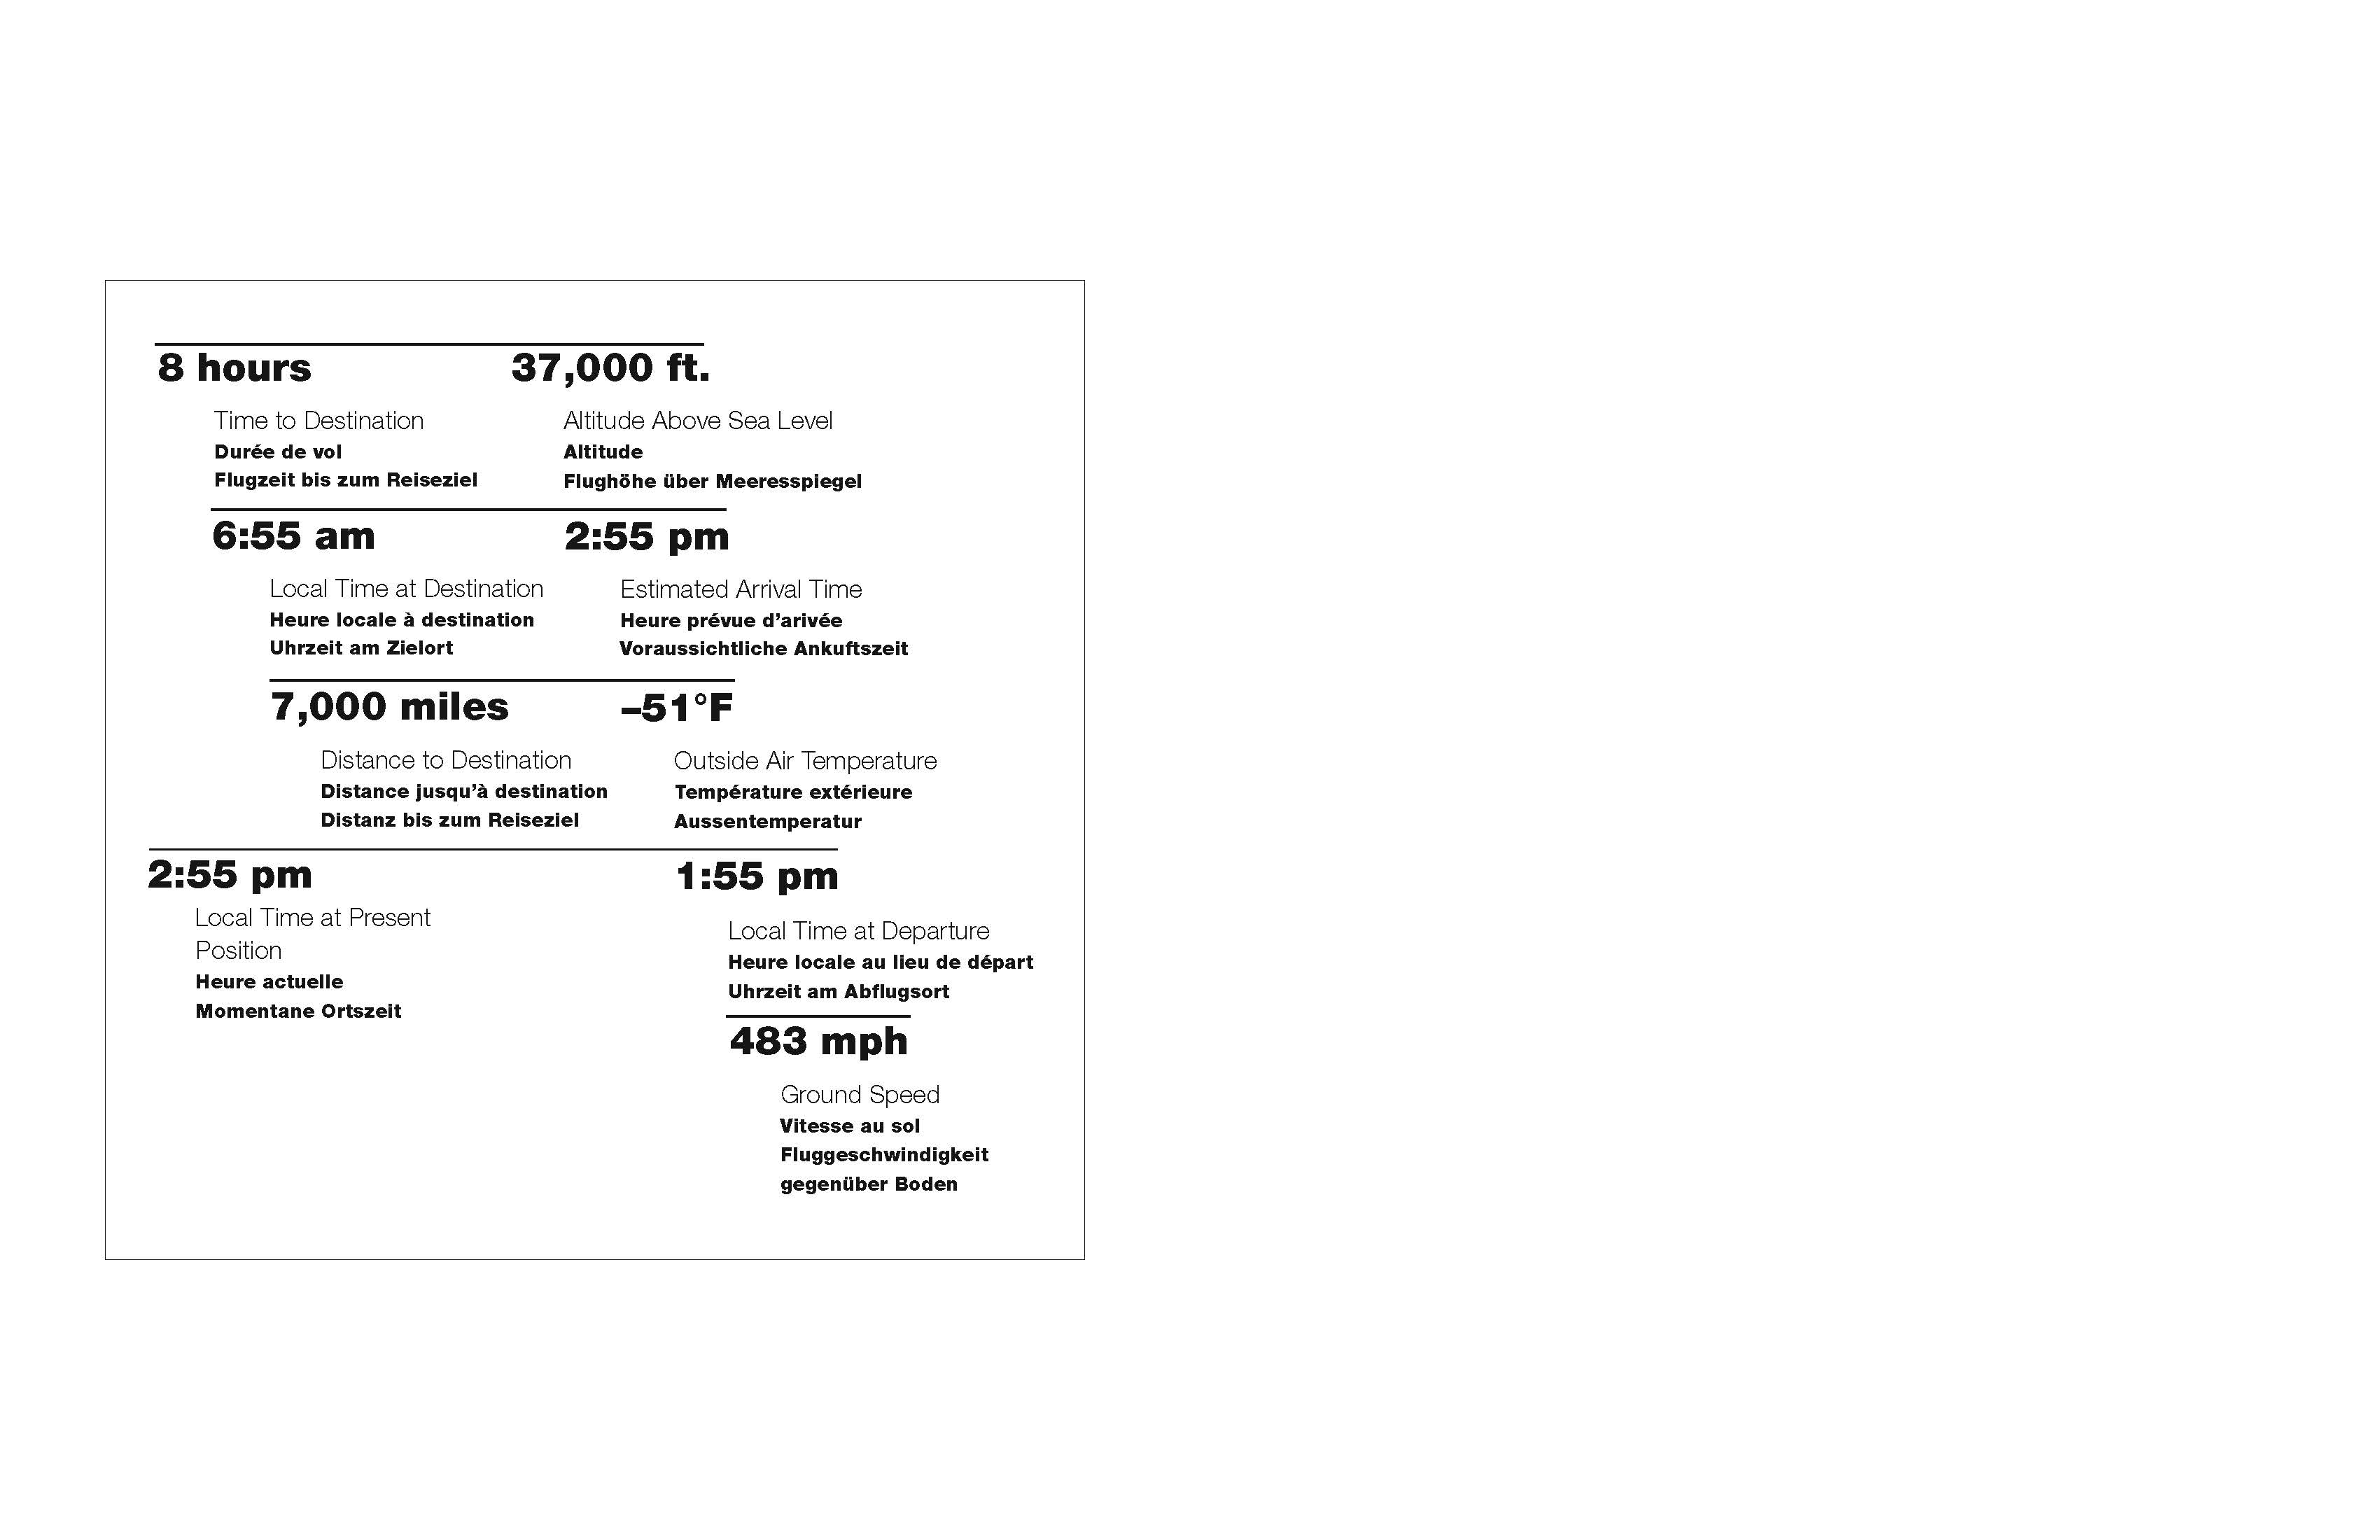 8 hours
Time to Destination
Durée de vol
Flugzeit bis zum Reiseziel
37,000 ft.
Altitude Above Sea Level
Altitude
Flughöhe über Meeresspiegel
6:55 am
Local Time at Destination
Heure locale à destination
Uhrzeit am Zielort
2:55 pm
Estimated Arrival Time
Heure prévue d’arivée
Voraussichtliche Ankuftszeit
7,000 miles
Distance to Destination
Distance jusqu’à destination
Distanz bis zum Reiseziel
–51°F
Outside Air Temperature
Température extérieure
Aussentemperatur
2:55 pm
Local Time at Present
Position
Heure actuelle
Momentane Ortszeit
1:55 pm
Local Time at Departure
Heure locale au lieu de départ
Uhrzeit am Abflugsort
483 mph
Ground Speed
Vitesse au sol
Fluggeschwindigkeit
gegenüber Boden